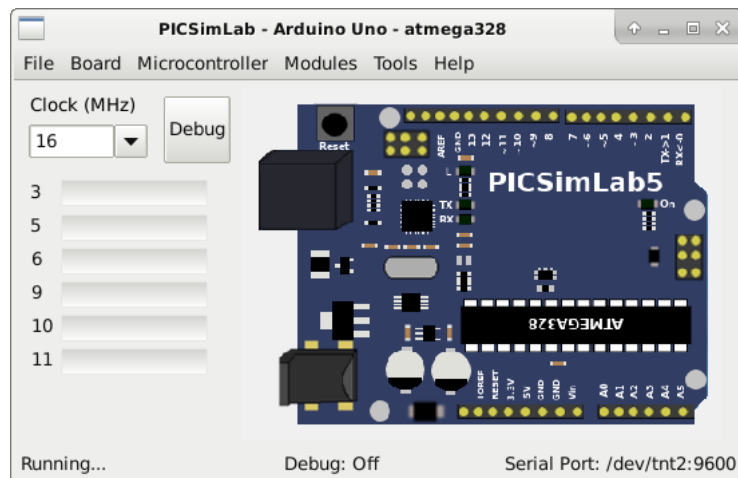 PICSimLab - Arduino Uno - atmega328
File Board Microcontroller Modules Tools Help
Clock (MHz)
16
Debug
3
5
6
9
10
11
Reset
AREF
GND
13
12
~11
~10
~9
8
7
~6
~5
4
~3
2
TX->1
RX<-0
L
TX
RX
PICSimLab5
On
ATMEGA328
IOREF
RESET
3.3V
5V
GND
GND
Vin
A0
A1
A2
A3
A4
A5
Running...
Debug: Off
Serial Port: /dev/tnt2:9600